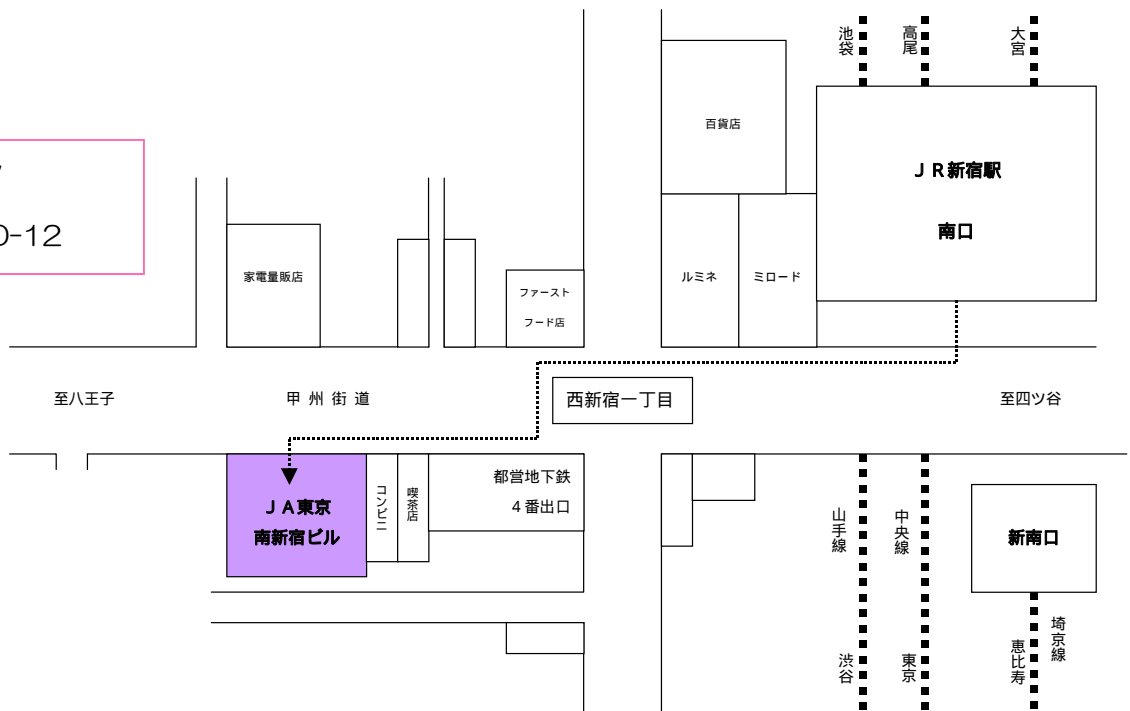 池袋
高尾
大宮
百貨店
ＪＲ新宿駅
南口
0-12
家電量販店
ファースト
フード店
ルミネ
ミロード
至八王子
甲州街道
西新宿一丁目
至四ツ谷
ＪＡ東京
南新宿ビル
コンビニ
喫茶店
都営地下鉄
４番出口
山手線
中央線
新南口
渋谷
東京
恵比寿
埼京線